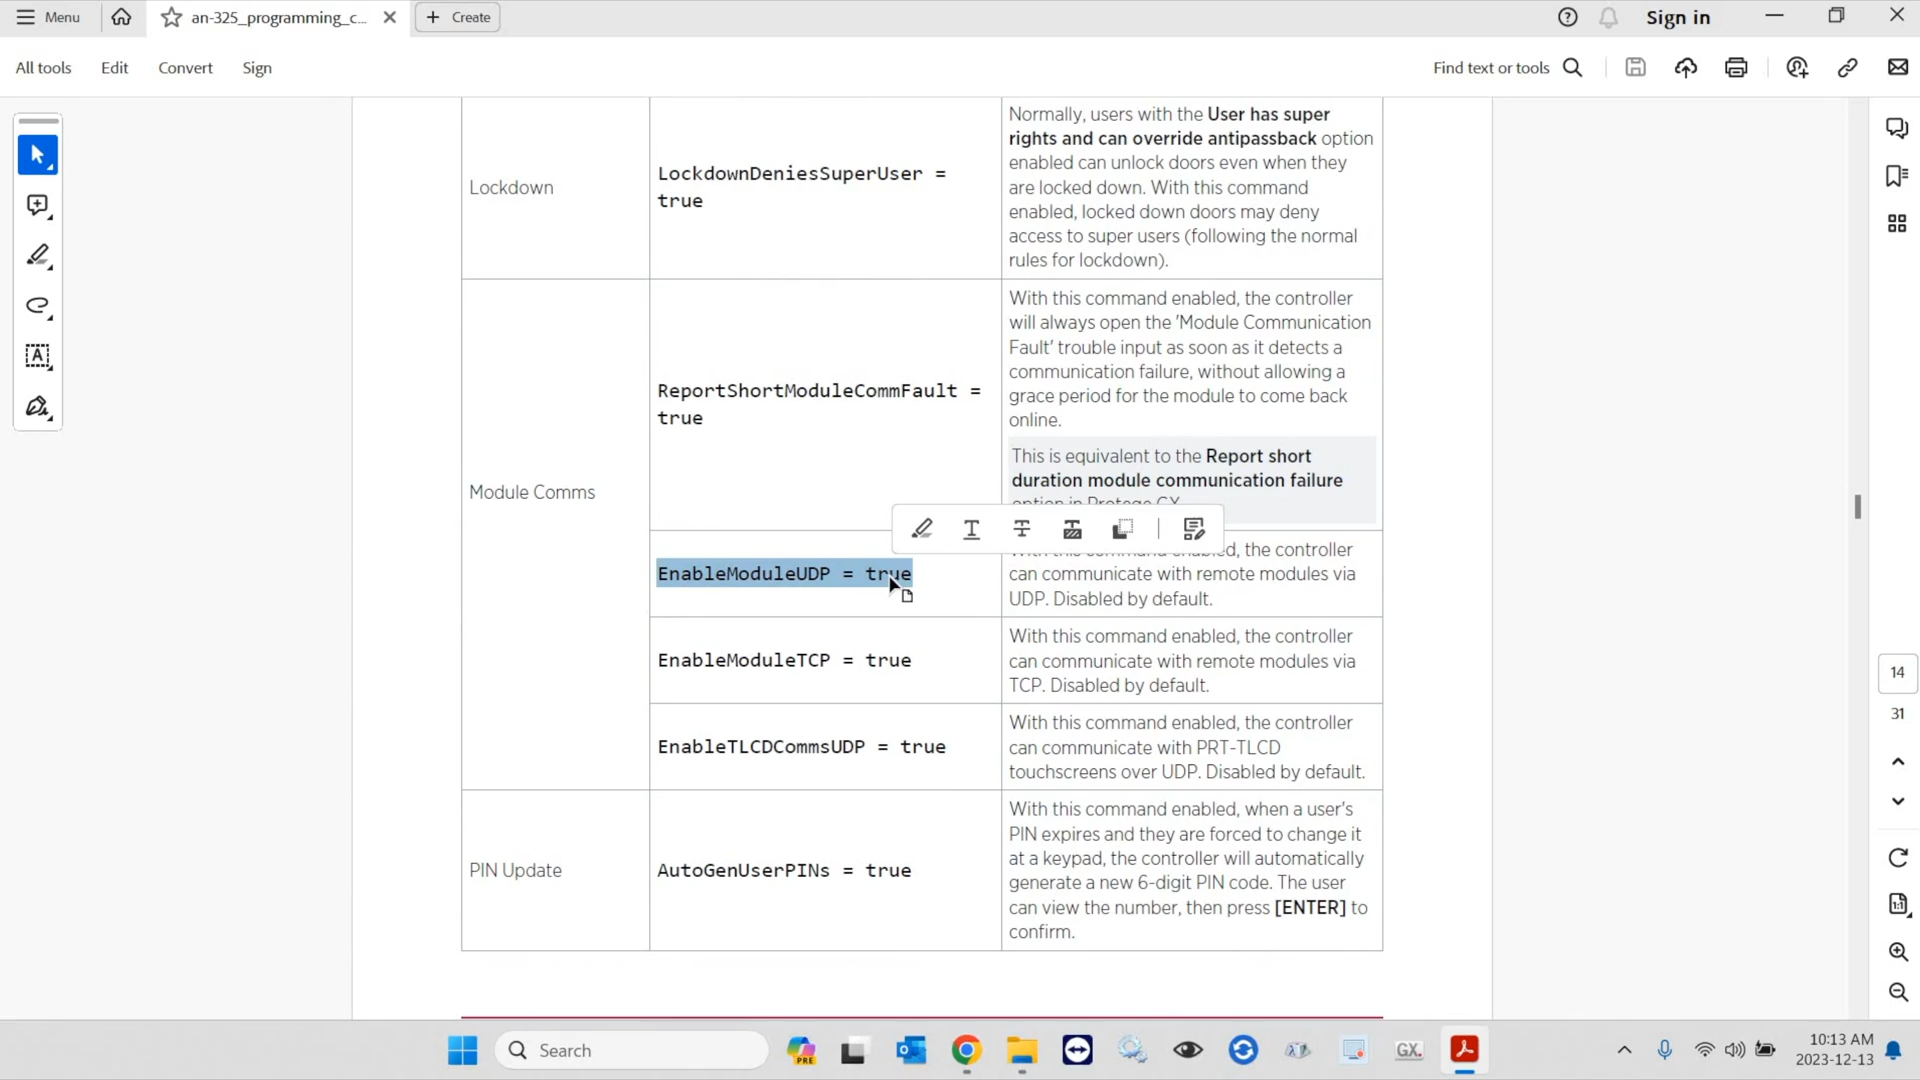 Menu
an-325_programming_c...
Create
Sign in
All tools
Edit
Convert
Sign
Find text or tools
Lockdown
LockdownDeniesSuperUser =
true
Normally, users with the User has super
rights and can override antipassback option
enabled can unlock doors even when they
are locked down. With this command
enabled, locked down doors may deny
access to super users (following the normal
rules for lockdown).
Module Comms
ReportShortModuleCommFault =
true
With this command enabled, the controller
will always open the 'Module Communication
Fault' trouble input as soon as it detects a
communication failure, without allowing a
grace period for the module to come back
online.
This is equivalent to the Report short
duration module communication failure
option in Protege GX
EnableModuleUDP = true
With this command enabled, the controller
can communicate with remote modules via
UDP. Disabled by default.
EnableModuleTCP = true
With this command enabled, the controller
can communicate with remote modules via
TCP. Disabled by default.
EnableTLCDCommsUDP = true
With this command enabled, the controller
can communicate with PRT-TLCD
touchscreens over UDP. Disabled by default.
PIN Update
AutoGenUserPINs = true
With this command enabled, when a user's
PIN expires and they are forced to change it
at a keypad, the controller will automatically
generate a new 6-digit PIN code. The user
can view the number, then press [ENTER] to
confirm.
14
31
Search
PRE
GX.
10:13 AM
2023-12-13